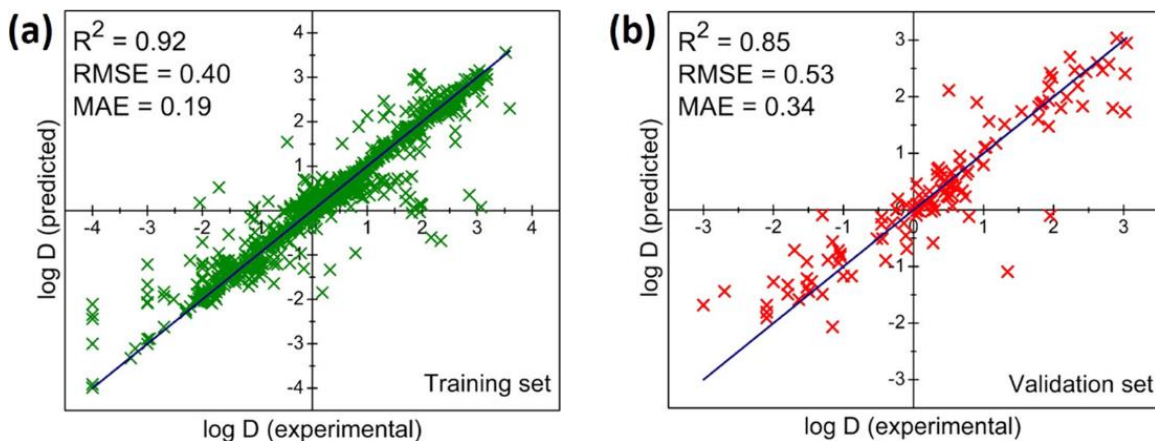 (a)
R² = 0.92
RMSE = 0.40
MAE = 0.19
4
3
2
1
-4
-3
-2
-1
0
1
2
3
4
-1
-2
-3
-4
log D (predicted)
log D (experimental)
Training set
(b)
R² = 0.85
RMSE = 0.53
MAE = 0.34
3
2
1
-3
-2
-1
0
1
2
3
-1
-2
-3
log D (predicted)
log D (experimental)
Validation set